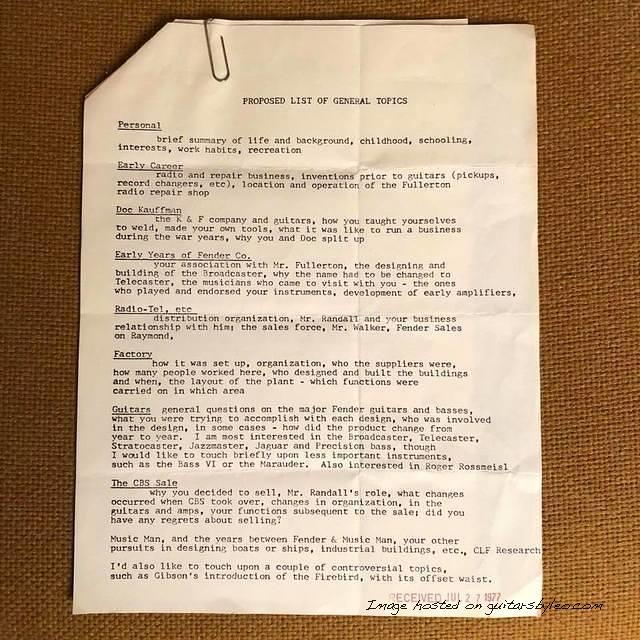 PROPOSED LIST OF GENERAL TOPICS
Personal
brief summary of life and background, childhood, schooling,
interests, work habits, recreation
Early Career
radio and repair business, inventions prior to guitars (pickups,
record changers, etc), location and operation of the Fullerton
radio repair shop
Doc Kauffman
the K & F company and guitars, how you taught yourselves
to weld, made your own tools, what it was like to run a business
during the war years, why you and Doc split up
Early Years of Fender Co.
your association with Mr. Fullerton, the designing and
building of the Broadcaster, why the name had to be changed to
Telecaster, the musicians who came to visit with you - the ones
who played and endorsed your instruments, development of early amplifiers,
Radio-Tel, etc
distribution organization, Mr. Randall and your business
relationship with him; the sales force, Mr. Walker, Fender Sales
on Raymond,
Factory
how it was set up, organization, who the suppliers were,
how many people worked here, who designed and built the buildings
and when, the layout of the plant - which functions were
carried on in which area
Guitars general questions on the major Fender guitars and basses,
what you were trying to accomplish with each design, who was involved
in the design, in some cases - how did the product change from
year to year. I am most interested in the Broadcaster, Telecaster,
Stratocaster, Jazzmaster, Jaguar and Precision bass, though
I would like to touch briefly upon less important instruments,
such as the Bass VI or the Marauder. Also interested in Roger Rossmeisl
The CBS Sale
why you decided to sell, Mr. Randall's role, what changes
occurred when CBS took over, changes in organization, in the
guitars and amps, your functions subsequent to the sale; did you
have any regrets about selling?
Music Man, and the years between Fender & Music Man, your other
pursuits in designing boats or ships, industrial buildings, etc., CLF Research
I'd also like to touch upon a couple of controversial topics,
such as Gibson's introduction of the Firebird, with its offset waist.
RECEIVED JUL 27 1977
Image hosted on guitarsbyleo.com